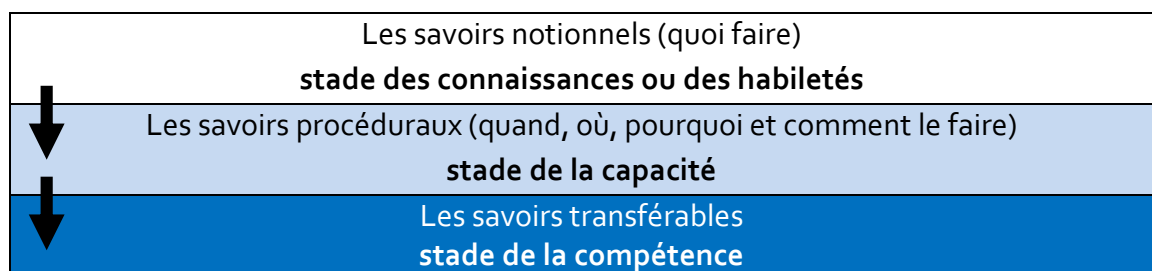 Les savoirs notionnels (quoi faire)
stade des connaissances ou des habiletés
Les savoirs procéduraux (quand, où, pourquoi et comment le faire)
stade de la capacité
Les savoirs transférables
stade de la compétence